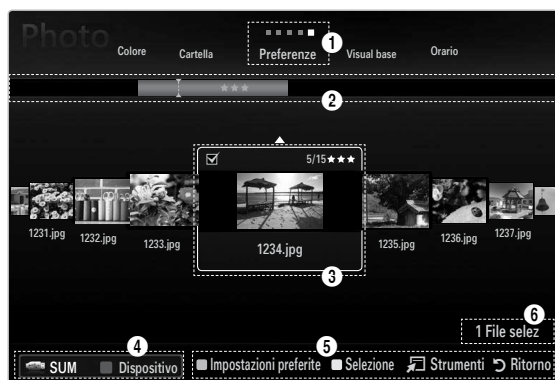 Photo
Colore Cartella Preferenze Visual base Orario
1
★★★
2
5/15★★★
1231.jpg 1232.jpg 1233.jpg 1234.jpg 1235.jpg 1236.jpg 1237.jpg
3
6
1 File selez
4 5
SUM Dispositivo Impostazioni preferite Selezione Strumenti Ritorno